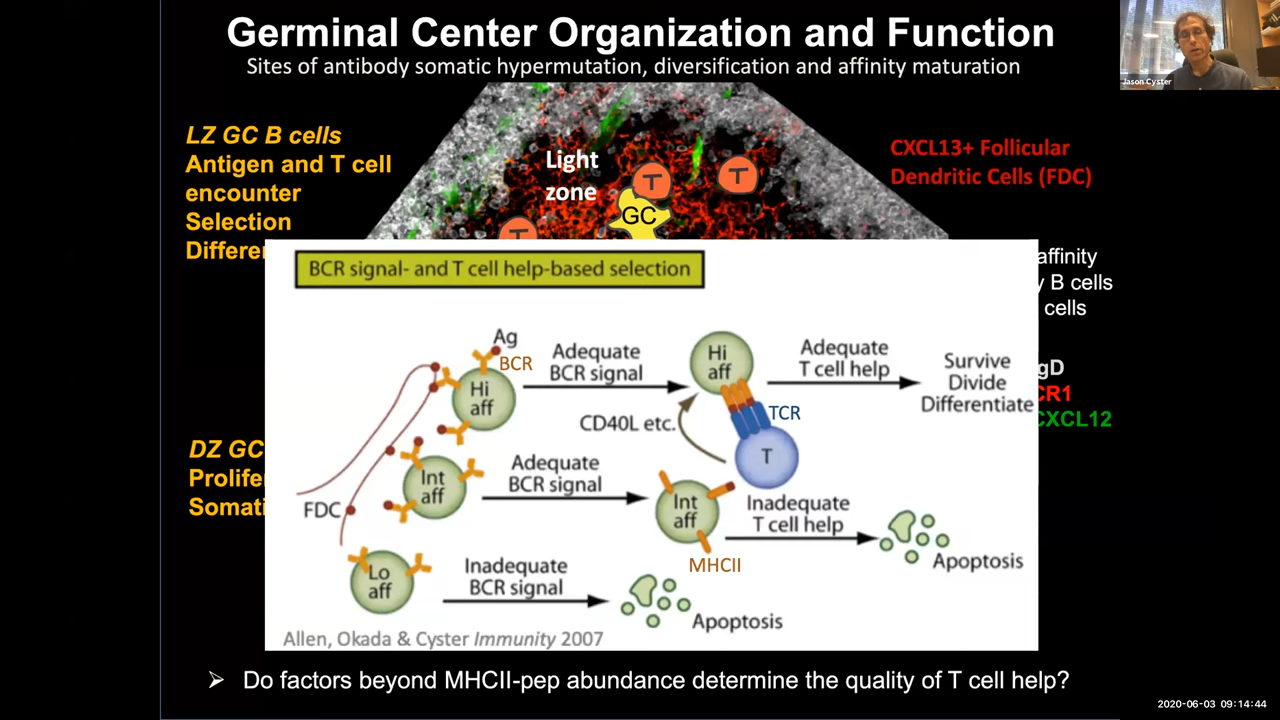 Germinal Center Organization and Function
Sites of antibody somatic hypermutation, diversification and affinity maturation
Jason Cyster
LZ GC B cells
Antigen and T cell
encounter
Selection
Differe
Light
zone
T
T
GC
T
CXCL13+ Follicular
Dendritic Cells (FDC)
affinity
B cells
cells
gD
CR1
CXCL12
DZ GC
Prolife
Somati
BCR signal- and T cell help-based selection
Ag
BCR
Hi
aff
Adequate
BCR signal
Hi
aff
Adequate
T cell help
Survive
Divide
Differentiate
CD40L etc.
TCR
T
Int
aff
Adequate
BCR signal
Int
aff
Inadequate
T cell help
Apoptosis
MHCII
FDC
Lo
aff
Inadequate
BCR signal
Apoptosis
Allen, Okada & Cyster Immunity 2007
➢ Do factors beyond MHCII-pep abundance determine the quality of T cell help?
2020-06-03 09:14:44